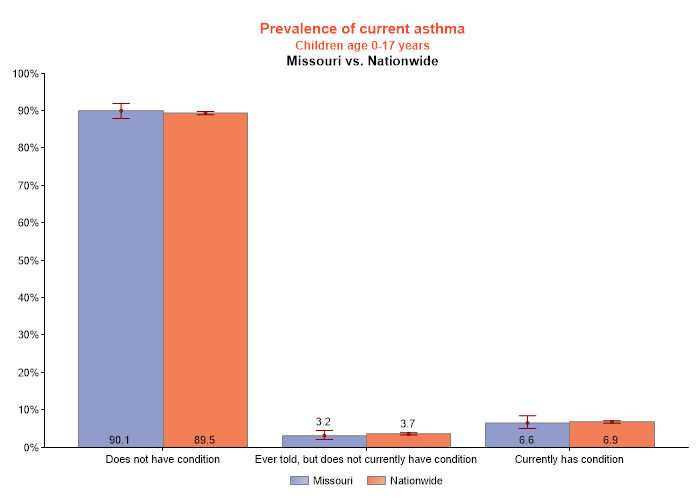 Prevalence of current asthma
Children age 0-17 years
Missouri vs. Nationwide
100%
90%
80%
70%
60%
50%
40%
30%
20%
10%
0%
90.1
89.5
3.2
3.7
6.6
6.9
Does not have condition
Ever told, but does not currently have condition
Currently has condition
Missouri
Nationwide